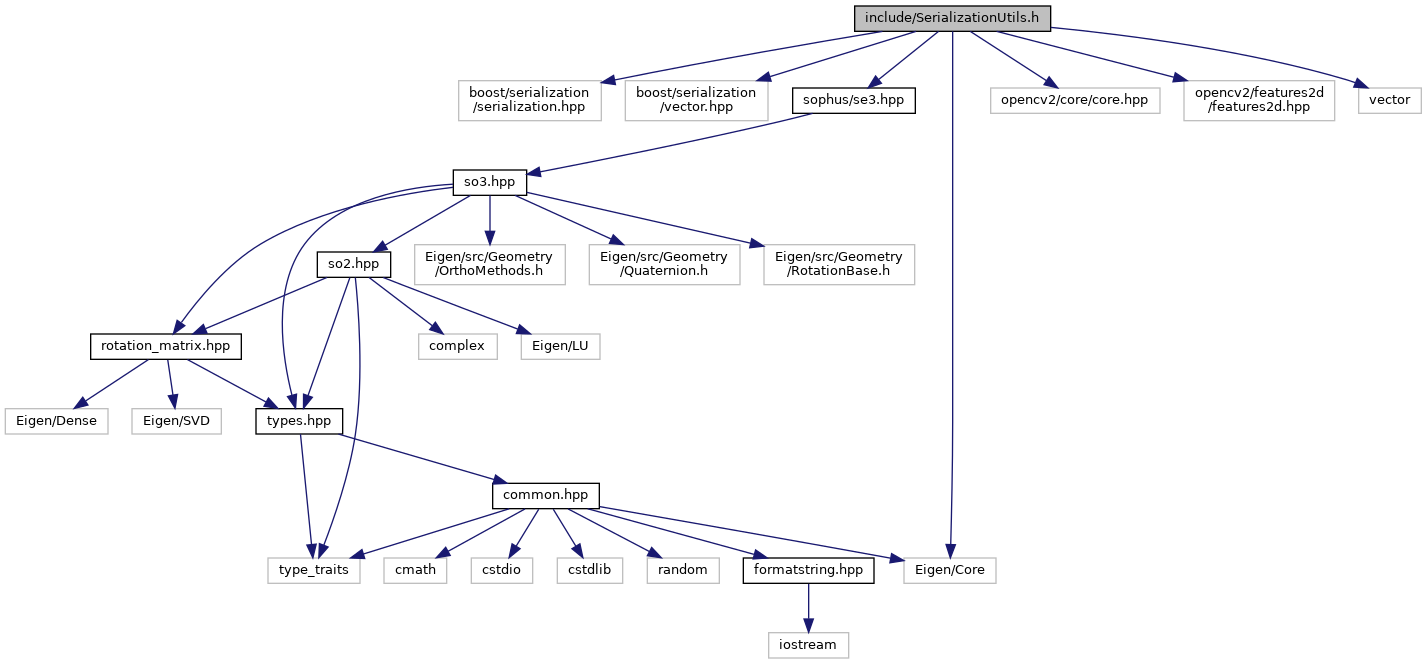 include/SerializationUtils.h
boost/serialization
/serialization.hpp
boost/serialization
/vector.hpp
sophus/se3.hpp
opencv2/core/core.hpp
opencv2/features2d
/features2d.hpp
vector
so3.hpp
so2.hpp
Eigen/src/Geometry
/OrthoMethods.h
Eigen/src/Geometry
/Quaternion.h
Eigen/src/Geometry
/RotationBase.h
rotation_matrix.hpp
complex
Eigen/LU
Eigen/Dense
Eigen/SVD
types.hpp
common.hpp
type_traits
cmath
cstdio
cstdlib
random
formatstring.hpp
Eigen/Core
iostream